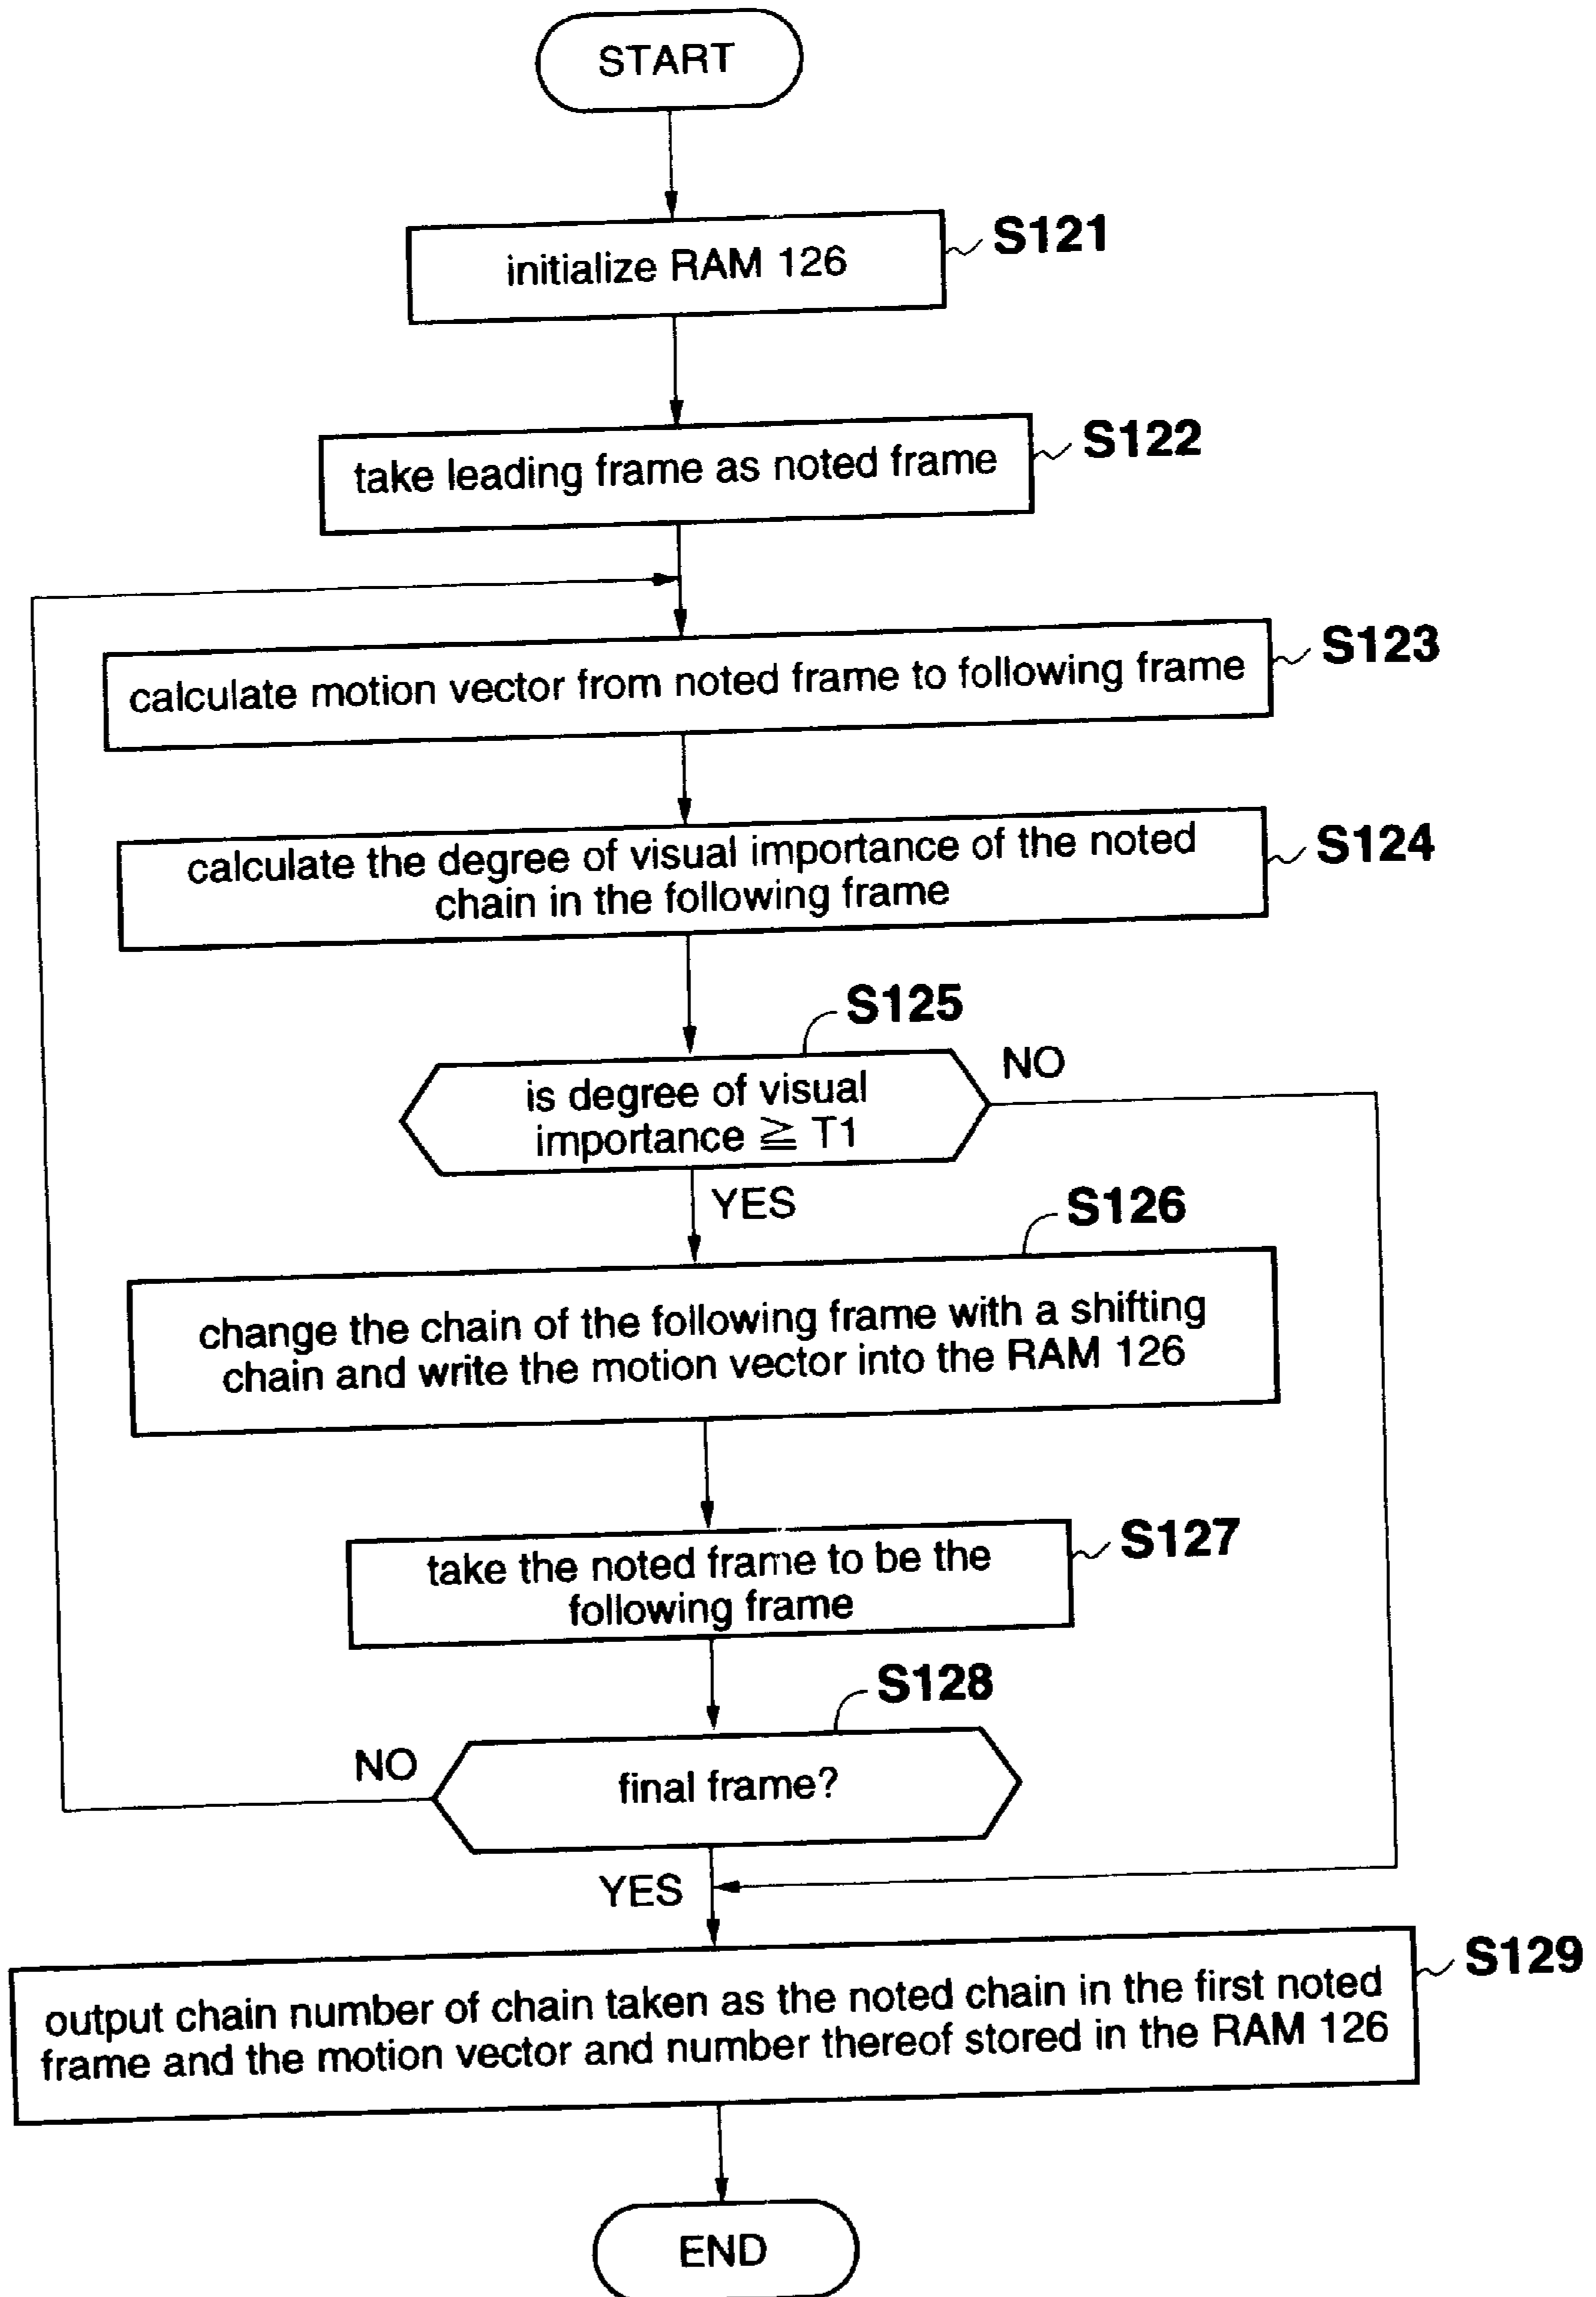 START
initialize RAM 126
S121
take leading frame as noted frame
S122
calculate motion vector from noted frame to following frame
S123
calculate the degree of visual importance of the noted
chain in the following frame
S124
S125
is degree of visual
importance ≧ T1
NO
YES
S126
change the chain of the following frame with a shifting
chain and write the motion vector into the RAM 126
take the noted frame to be the
following frame
S127
S128
final frame?
NO
YES
output chain number of chain taken as the noted chain in the first noted
frame and the motion vector and number thereof stored in the RAM 126
S129
END